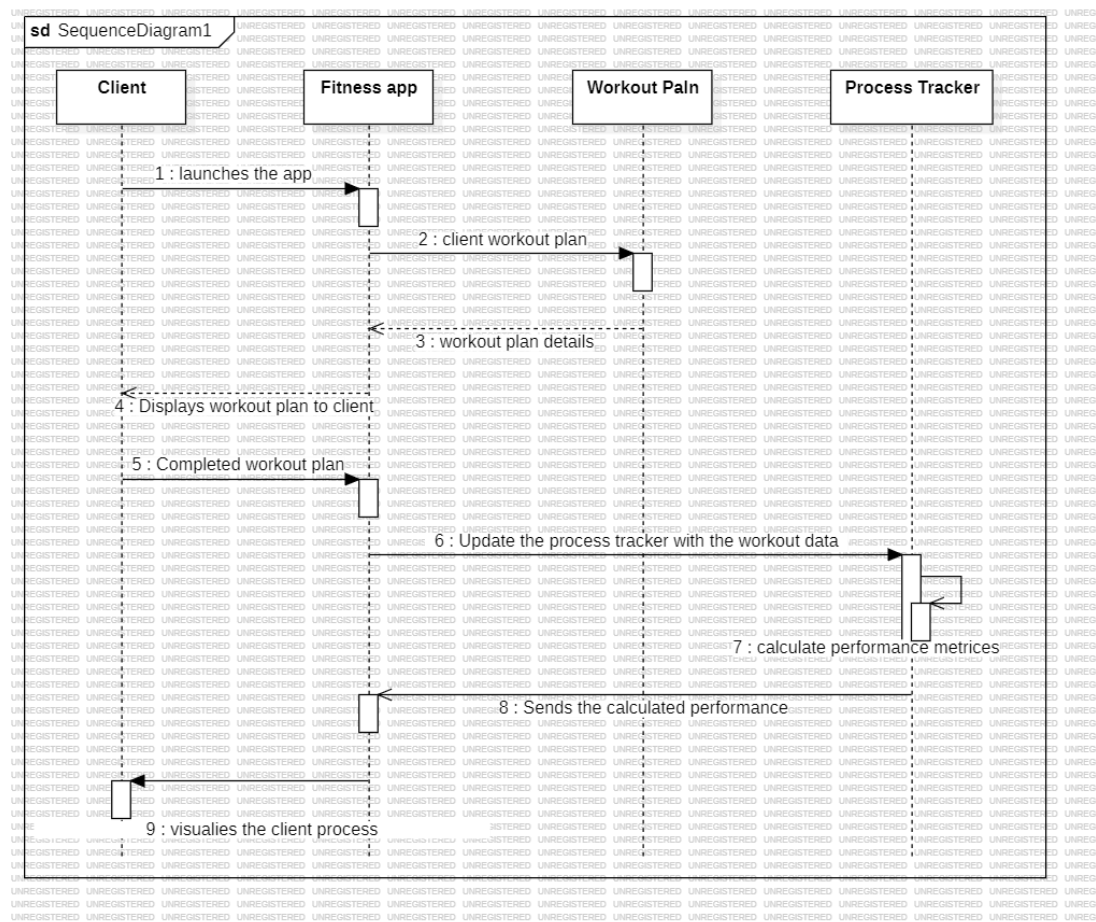 sd SequenceDiagram1
Client
Fitness app
Workout Paln
Process Tracker
1 : launches the app
2 : client workout plan
3 : workout plan details
4 : Displays workout plan to client
5 : Completed workout plan
6 : Update the process tracker with the workout data
7 : calculate performance metrices
8 : Sends the calculated performance
9 : visualies the client process
UNREGISTERED